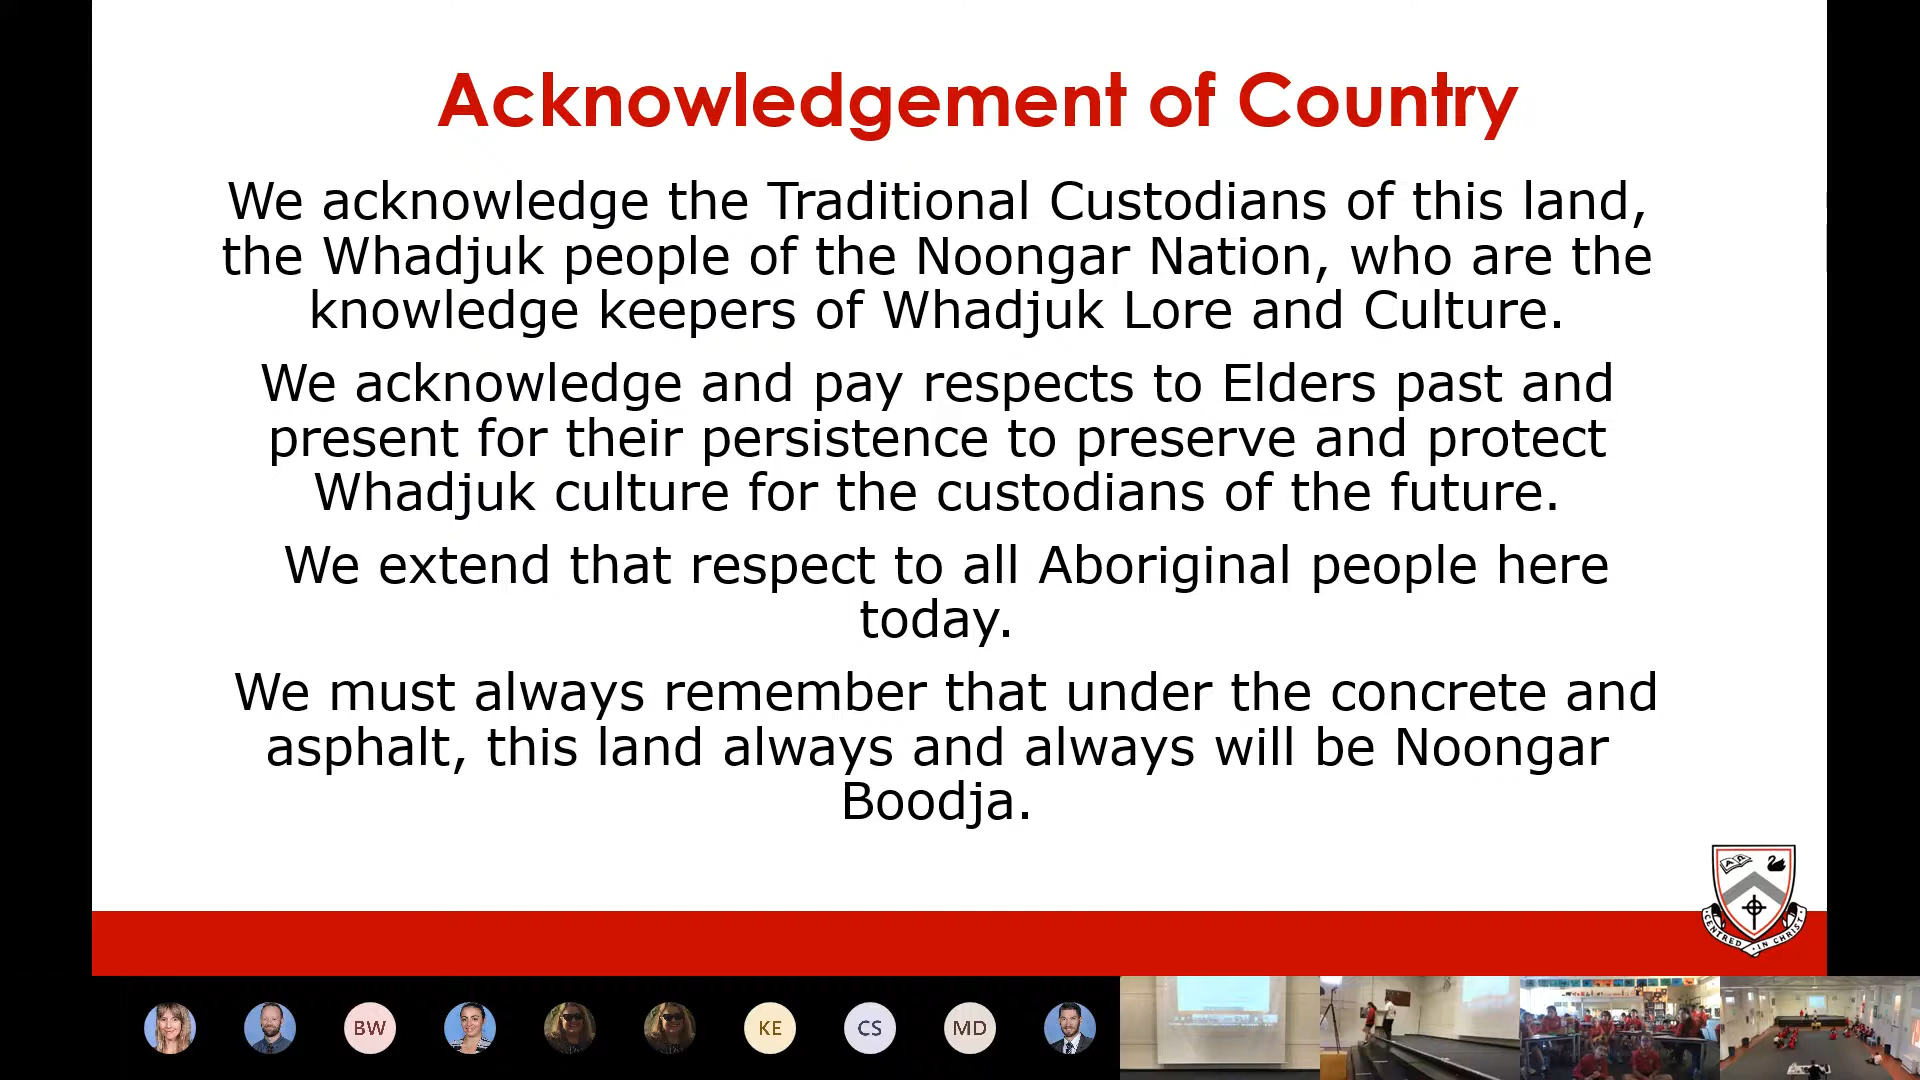 Acknowledgement of Country
We acknowledge the Traditional Custodians of this land,
the Whadjuk people of the Noongar Nation, who are the
knowledge keepers of Whadjuk Lore and Culture.
We acknowledge and pay respects to Elders past and
present for their persistence to preserve and protect
Whadjuk culture for the custodians of the future.
We extend that respect to all Aboriginal people here
today.
We must always remember that under the concrete and
asphalt, this land always and always will be Noongar
Boodja.
CENTRED IN CHRIST
BW
KE
CS
MD